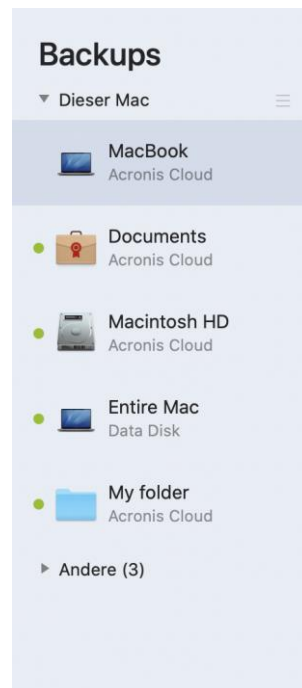 Backups
Dieser Mac
MacBook
Acronis Cloud
Documents
Acronis Cloud
Macintosh HD
Acronis Cloud
Entire Mac
Data Disk
My folder
Acronis Cloud
Andere (3)